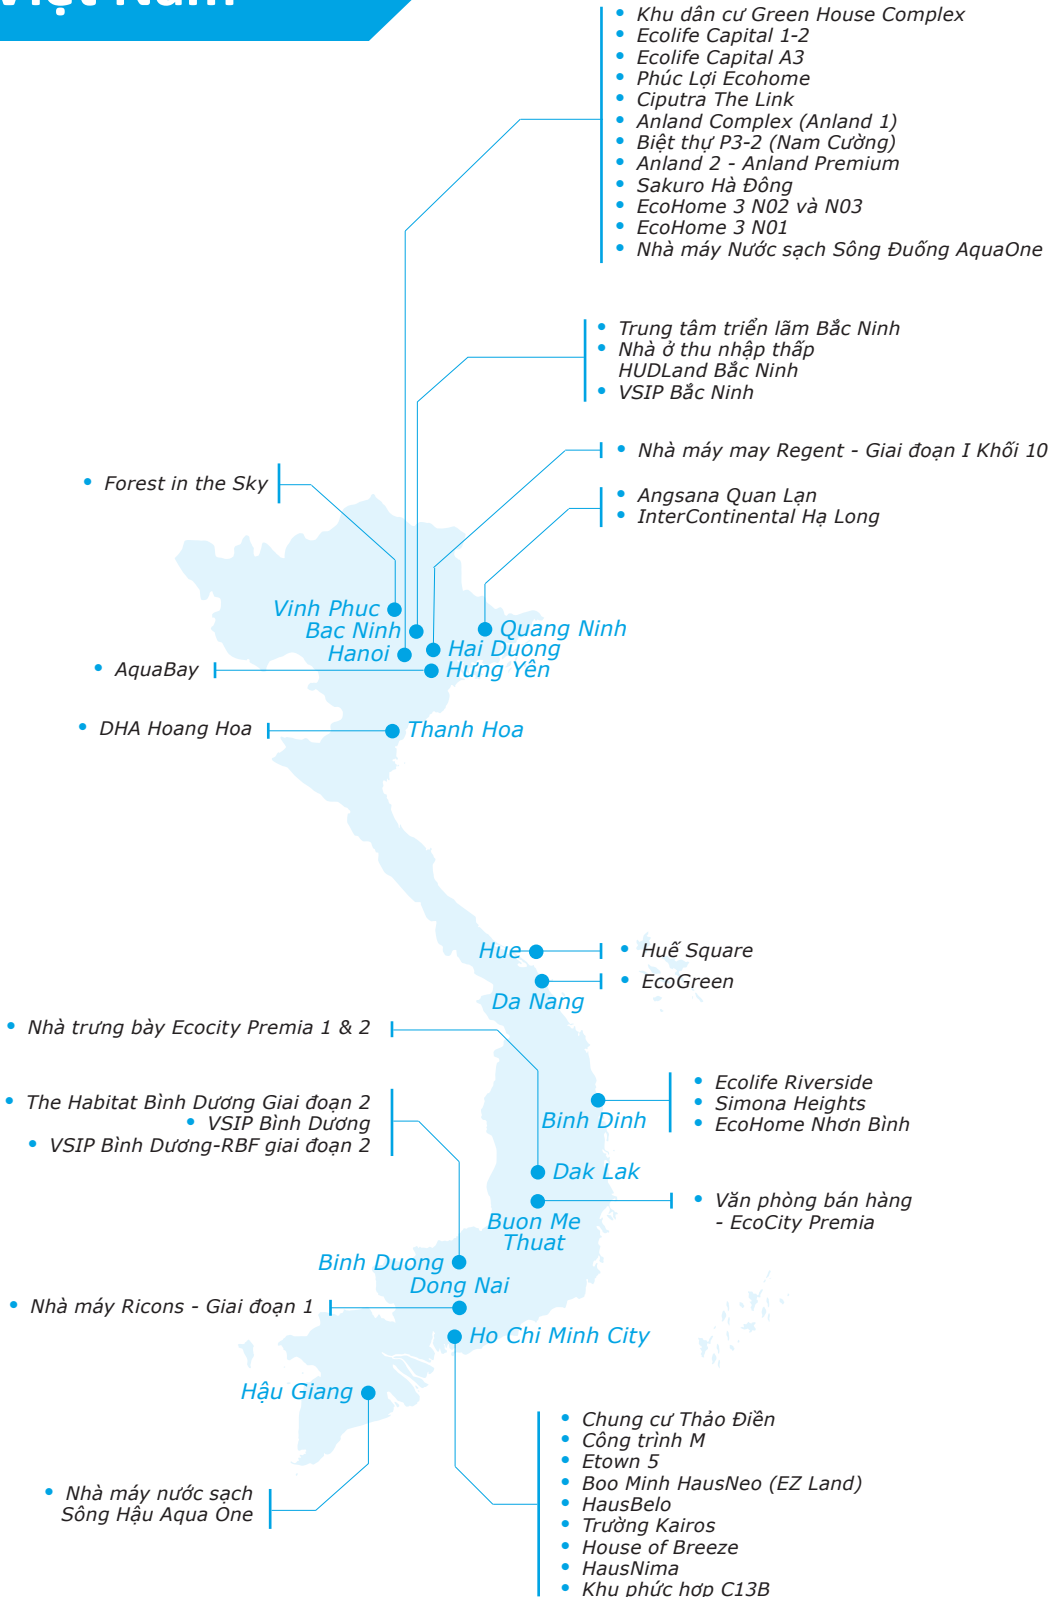 Việt Nam
• Khu dân cư Green House Complex
• Ecolife Capital 1-2
• Ecolife Capital A3
• Phúc Lợi Ecohome
• Ciputra The Link
• Anland Complex (Anland 1)
• Biệt thự P3-2 (Nam Cường)
• Anland 2 - Anland Premium
• Sakuro Hà Đông
• EcoHome 3 N02 và N03
• EcoHome 3 N01
• Nhà máy Nước sạch Sông Đuống AquaOne
• Trung tâm triển lãm Bắc Ninh
• Nhà ở thu nhập thấp
HUDLand Bắc Ninh
• VSIP Bắc Ninh
• Nhà máy may Regent - Giai đoạn I Khối 10
• Forest in the Sky
• Angsana Quan Lạn
• InterContinental Hạ Long
Vinh Phuc
Bac Ninh
Quang Ninh
Hanoi
Hai Duong
• AquaBay
Hưng Yên
• DHA Hoang Hoa
Thanh Hoa
Hue
• Huế Square
• EcoGreen
Da Nang
• Nhà trưng bày Ecocity Premia 1 & 2
• The Habitat Bình Dương Giai đoạn 2
• VSIP Bình Dương
• VSIP Bình Dương-RBF giai đoạn 2
• Ecolife Riverside
• Simona Heights
• EcoHome Nhơn Bình
Binh Dinh
Dak Lak
• Văn phòng bán hàng
- EcoCity Premia
Buon Me
Thuat
Binh Duong
Dong Nai
• Nhà máy Ricons - Giai đoạn 1
Ho Chi Minh City
Hậu Giang
• Nhà máy nước sạch
Sông Hậu Aqua One
• Chung cư Thảo Điền
• Công trình M
• Etown 5
• Boo Minh HausNeo (EZ Land)
• HausBelo
• Trường Kairos
• House of Breeze
• HausNima
• Khu phức hợp C13B